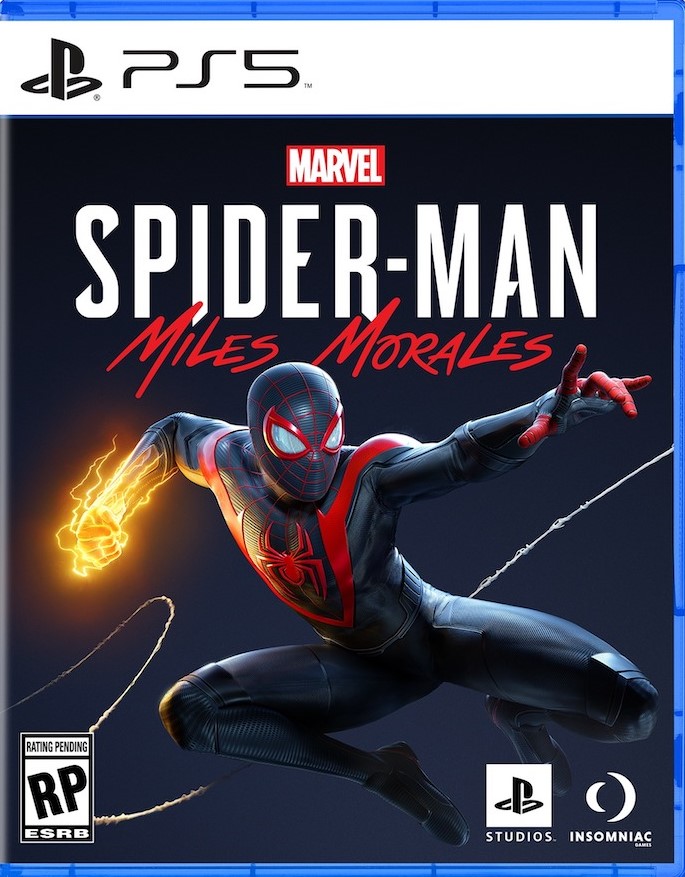 PS5
MARVEL
SPIDER-MAN
MILES MORALES
RATING PENDING
RP
ESRB
STUDIOS
INSOMNIAC
GAMES